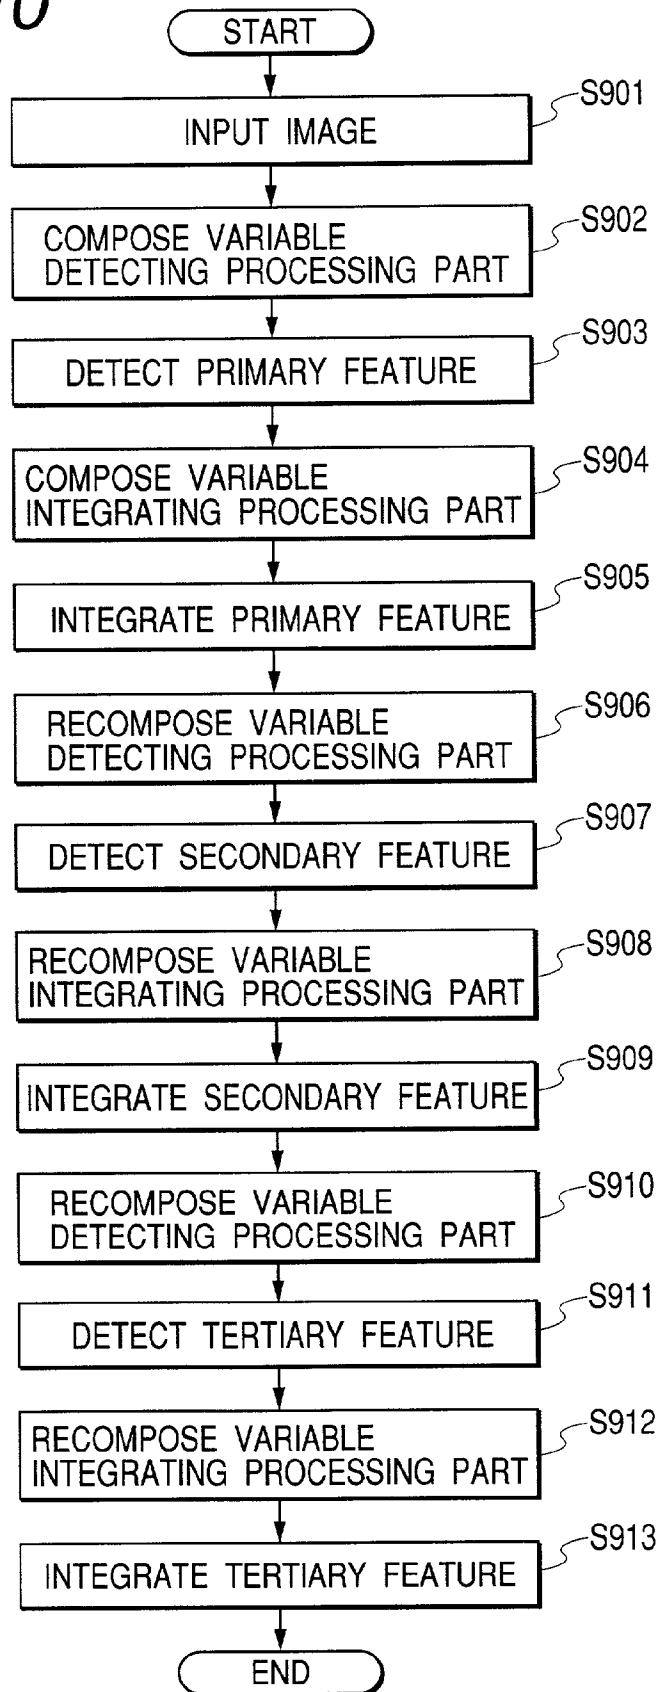 START
INPUT IMAGE
S901
COMPOSE VARIABLE
DETECTING PROCESSING PART
S902
DETECT PRIMARY FEATURE
S903
COMPOSE VARIABLE
INTEGRATING PROCESSING PART
S904
INTEGRATE PRIMARY FEATURE
S905
RECOMPOSE VARIABLE
DETECTING PROCESSING PART
S906
DETECT SECONDARY FEATURE
S907
RECOMPOSE VARIABLE
INTEGRATING PROCESSING PART
S908
INTEGRATE SECONDARY FEATURE
S909
RECOMPOSE VARIABLE
DETECTING PROCESSING PART
S910
DETECT TERTIARY FEATURE
S911
RECOMPOSE VARIABLE
INTEGRATING PROCESSING PART
S912
INTEGRATE TERTIARY FEATURE
S913
END